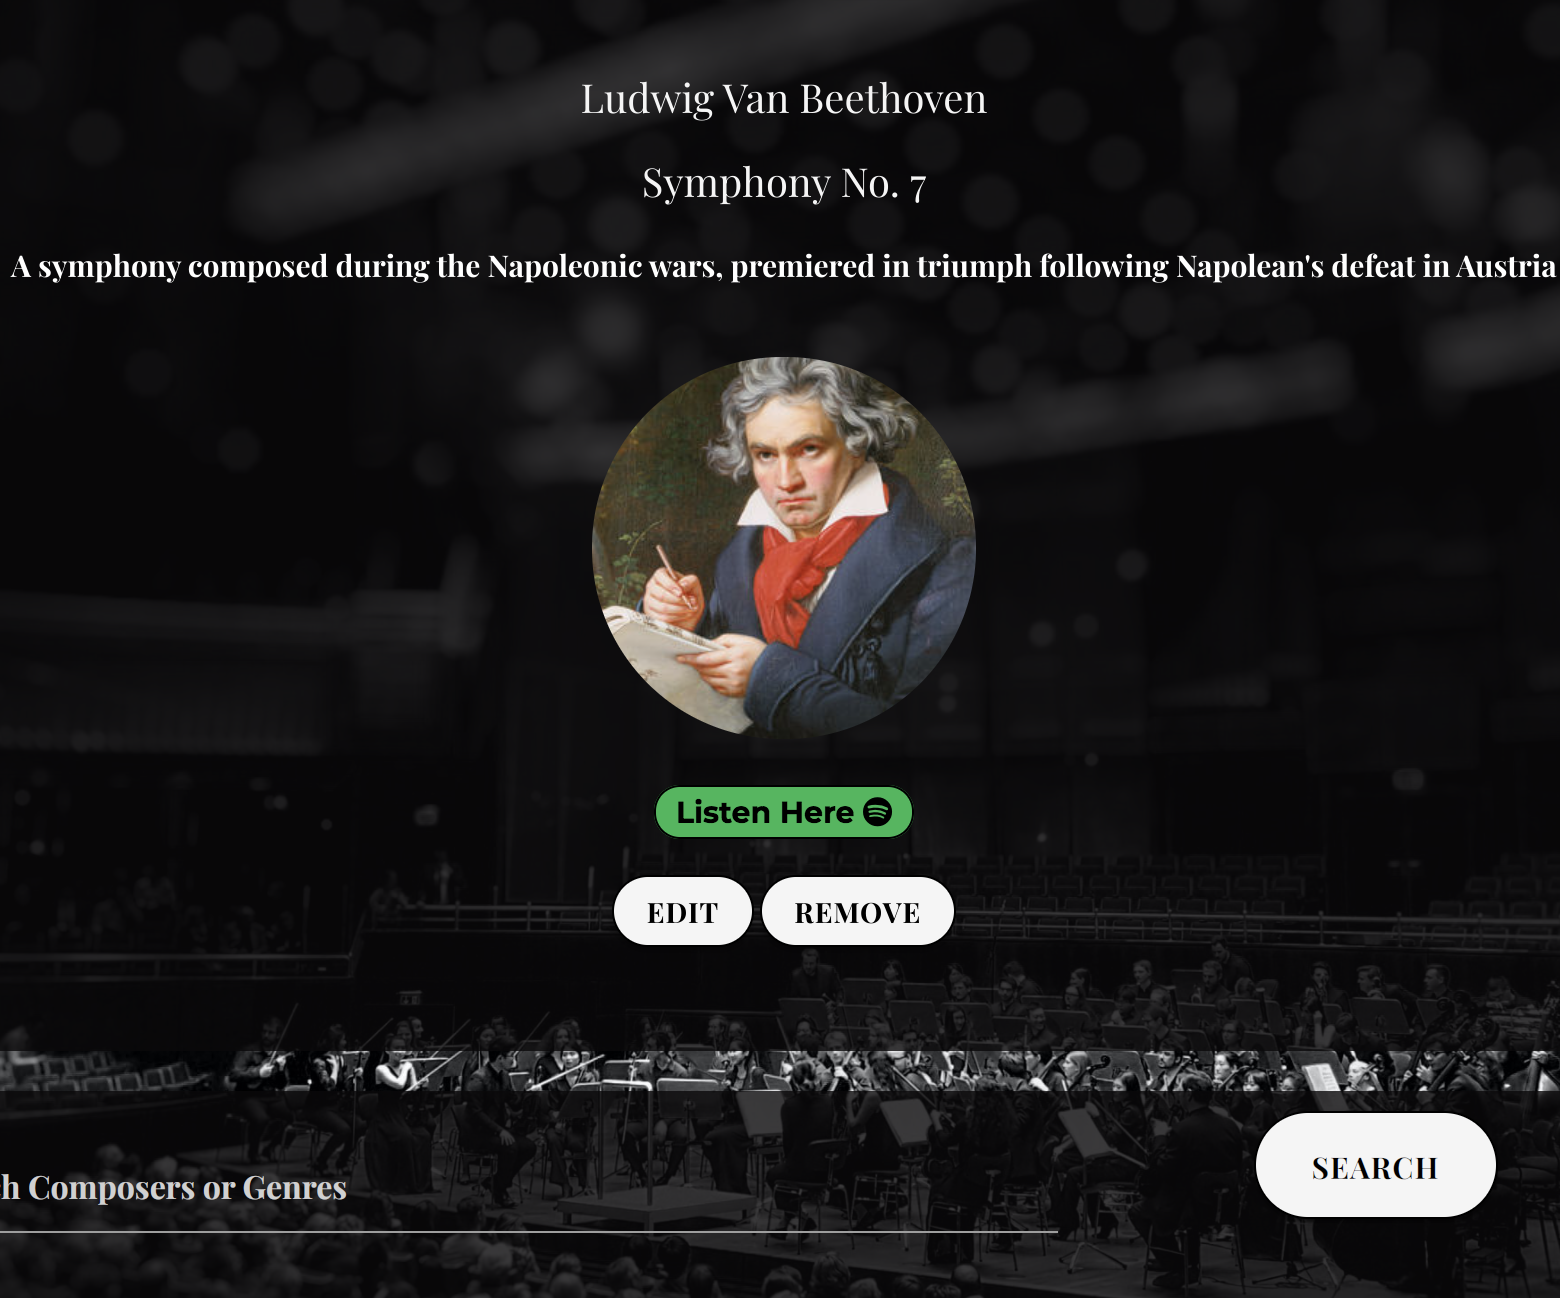 Ludwig Van Beethoven
Symphony No. 7
A symphony composed during the Napoleonic wars, premiered in triumph following Napolean's defeat in Austria
Listen Here
EDIT REMOVE
h Composers or Genres
SEARCH